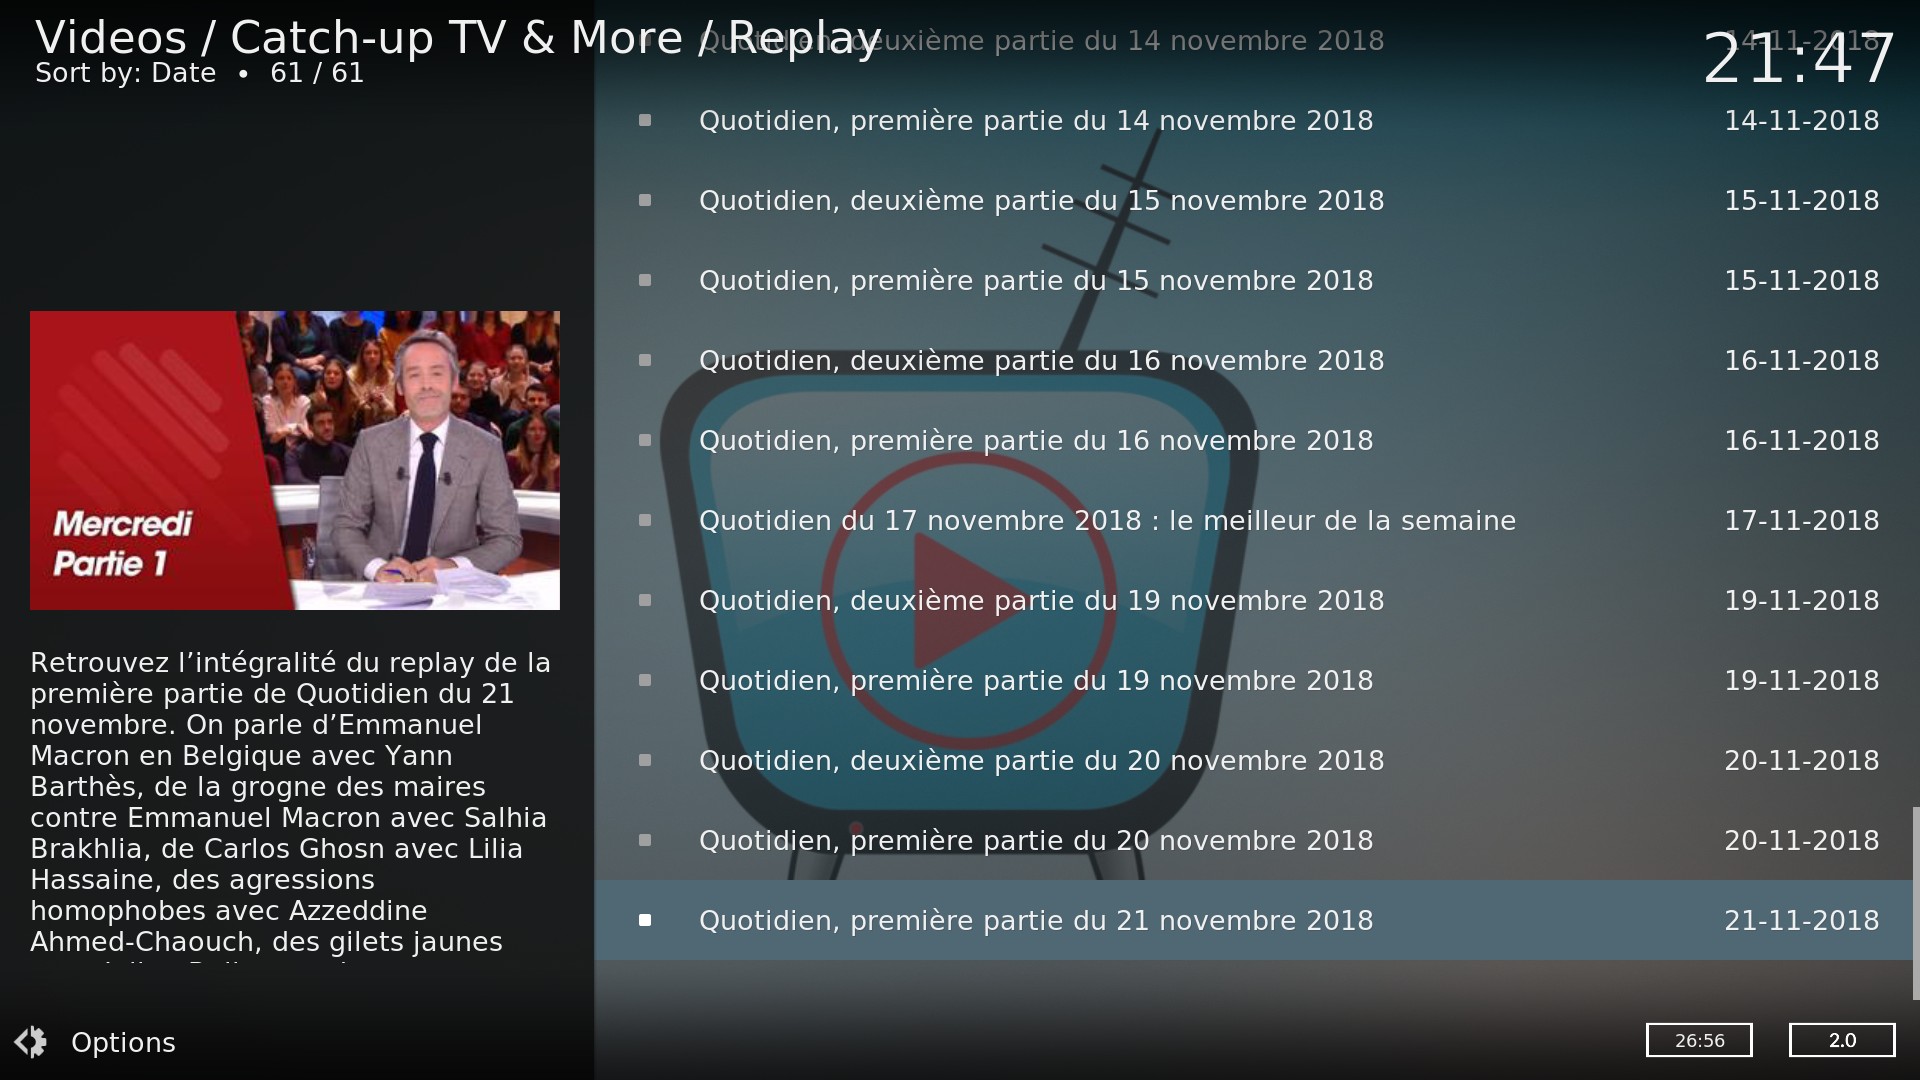 Videos / Catch-up TV & More / Replay
Sort by: Date • 61 / 61
21:47
Quotidien, deuxième partie du 14 novembre 2018 14-11-2018
Quotidien, première partie du 14 novembre 2018 14-11-2018
Quotidien, deuxième partie du 15 novembre 2018 15-11-2018
Quotidien, première partie du 15 novembre 2018 15-11-2018
Quotidien, deuxième partie du 16 novembre 2018 16-11-2018
Quotidien, première partie du 16 novembre 2018 16-11-2018
Quotidien du 17 novembre 2018 : le meilleur de la semaine 17-11-2018
Quotidien, deuxième partie du 19 novembre 2018 19-11-2018
Quotidien, première partie du 19 novembre 2018 19-11-2018
Quotidien, deuxième partie du 20 novembre 2018 20-11-2018
Quotidien, première partie du 20 novembre 2018 20-11-2018
Quotidien, première partie du 21 novembre 2018 21-11-2018
Mercredi
Partie 1
Retrouvez l’intégralité du replay de la
première partie de Quotidien du 21
novembre. On parle d’Emmanuel
Macron en Belgique avec Yann
Barthès, de la grogne des maires
contre Emmanuel Macron avec Salhia
Brakhlia, de Carlos Ghosn avec Lilia
Hassaine, des agressions
homophobes avec Azzeddine
Ahmed-Chaouch, des gilets jaunes
Options
26:56
2.0